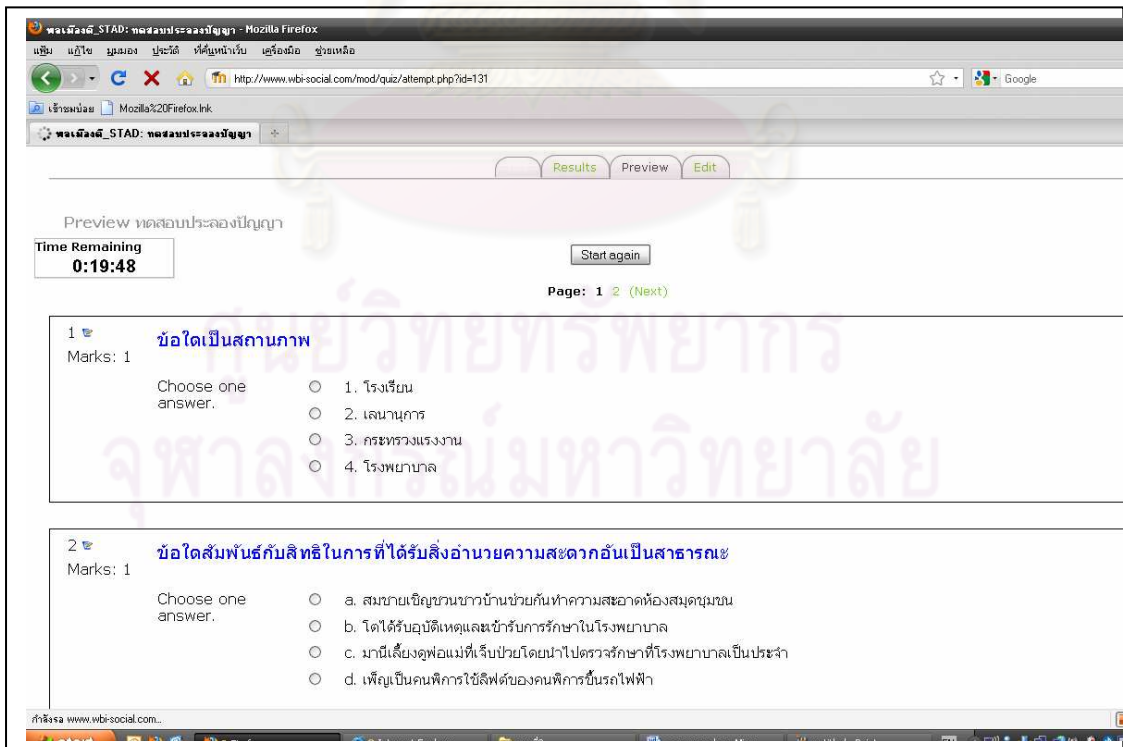 พลเมืองดี_STAD: ทดสอบประลองปัญญา - Mozilla Firefox
แฟ้ม แก้ไข มุมมอง ประวัติ ที่คั่นหน้าเว็บ เครื่องมือ ช่วยเหลือ
http://www.wbi-social.com/mod/quiz/attempt.php?id=131 Google
เข้าชมบ่อย Mozilla%20Firefox.lnk
พลเมืองดี_STAD: ทดสอบประลองปัญญา
Results Preview Edit
Preview ทดสอบประลองปัญญา
Time Remaining
0:19:48
Start again
Page: 1 2 (Next)
1
Marks: 1
ข้อใดเป็นสถานภาพ
Choose one answer.
1. โรงเรียน
2. เลขานุการ
3. กระทรวงแรงงาน
4. โรงพยาบาล
2
Marks: 1
ข้อใดสัมพันธ์กับสิทธิในการที่ได้รับสิ่งอำนวยความสะดวกอันเป็นสาธารณะ
Choose one answer.
a. สมชายเชิญชวนชาวบ้านช่วยกันทำความสะอาดห้องสมุดชุมชน
b. โตได้รับอุบัติเหตุและเข้ารับการรักษาในโรงพยาบาล
c. มานีเลี้ยงดูพ่อแม่ที่เจ็บป่วยโดยนำไปตรวจรักษาที่โรงพยาบาลเป็นประจำ
d. เพ็ญเป็นคนพิการใช้ลิฟต์ของคนพิการขึ้นรถไฟฟ้า
กำลังรอ www.wbi-social.com...
ศูนย์วิทยทรัพยากร
จุฬาลงกรณ์มหาวิทยาลัย